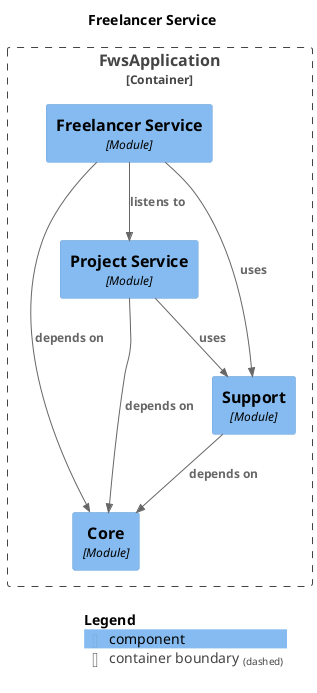 Freelancer Service
FwsApplication
[Container]
Freelancer Service
[Module]
listens to
Project Service
[Module]
uses
depends on
uses
Support
[Module]
depends on
depends on
Core
[Module]
Legend
component
container boundary (dashed)